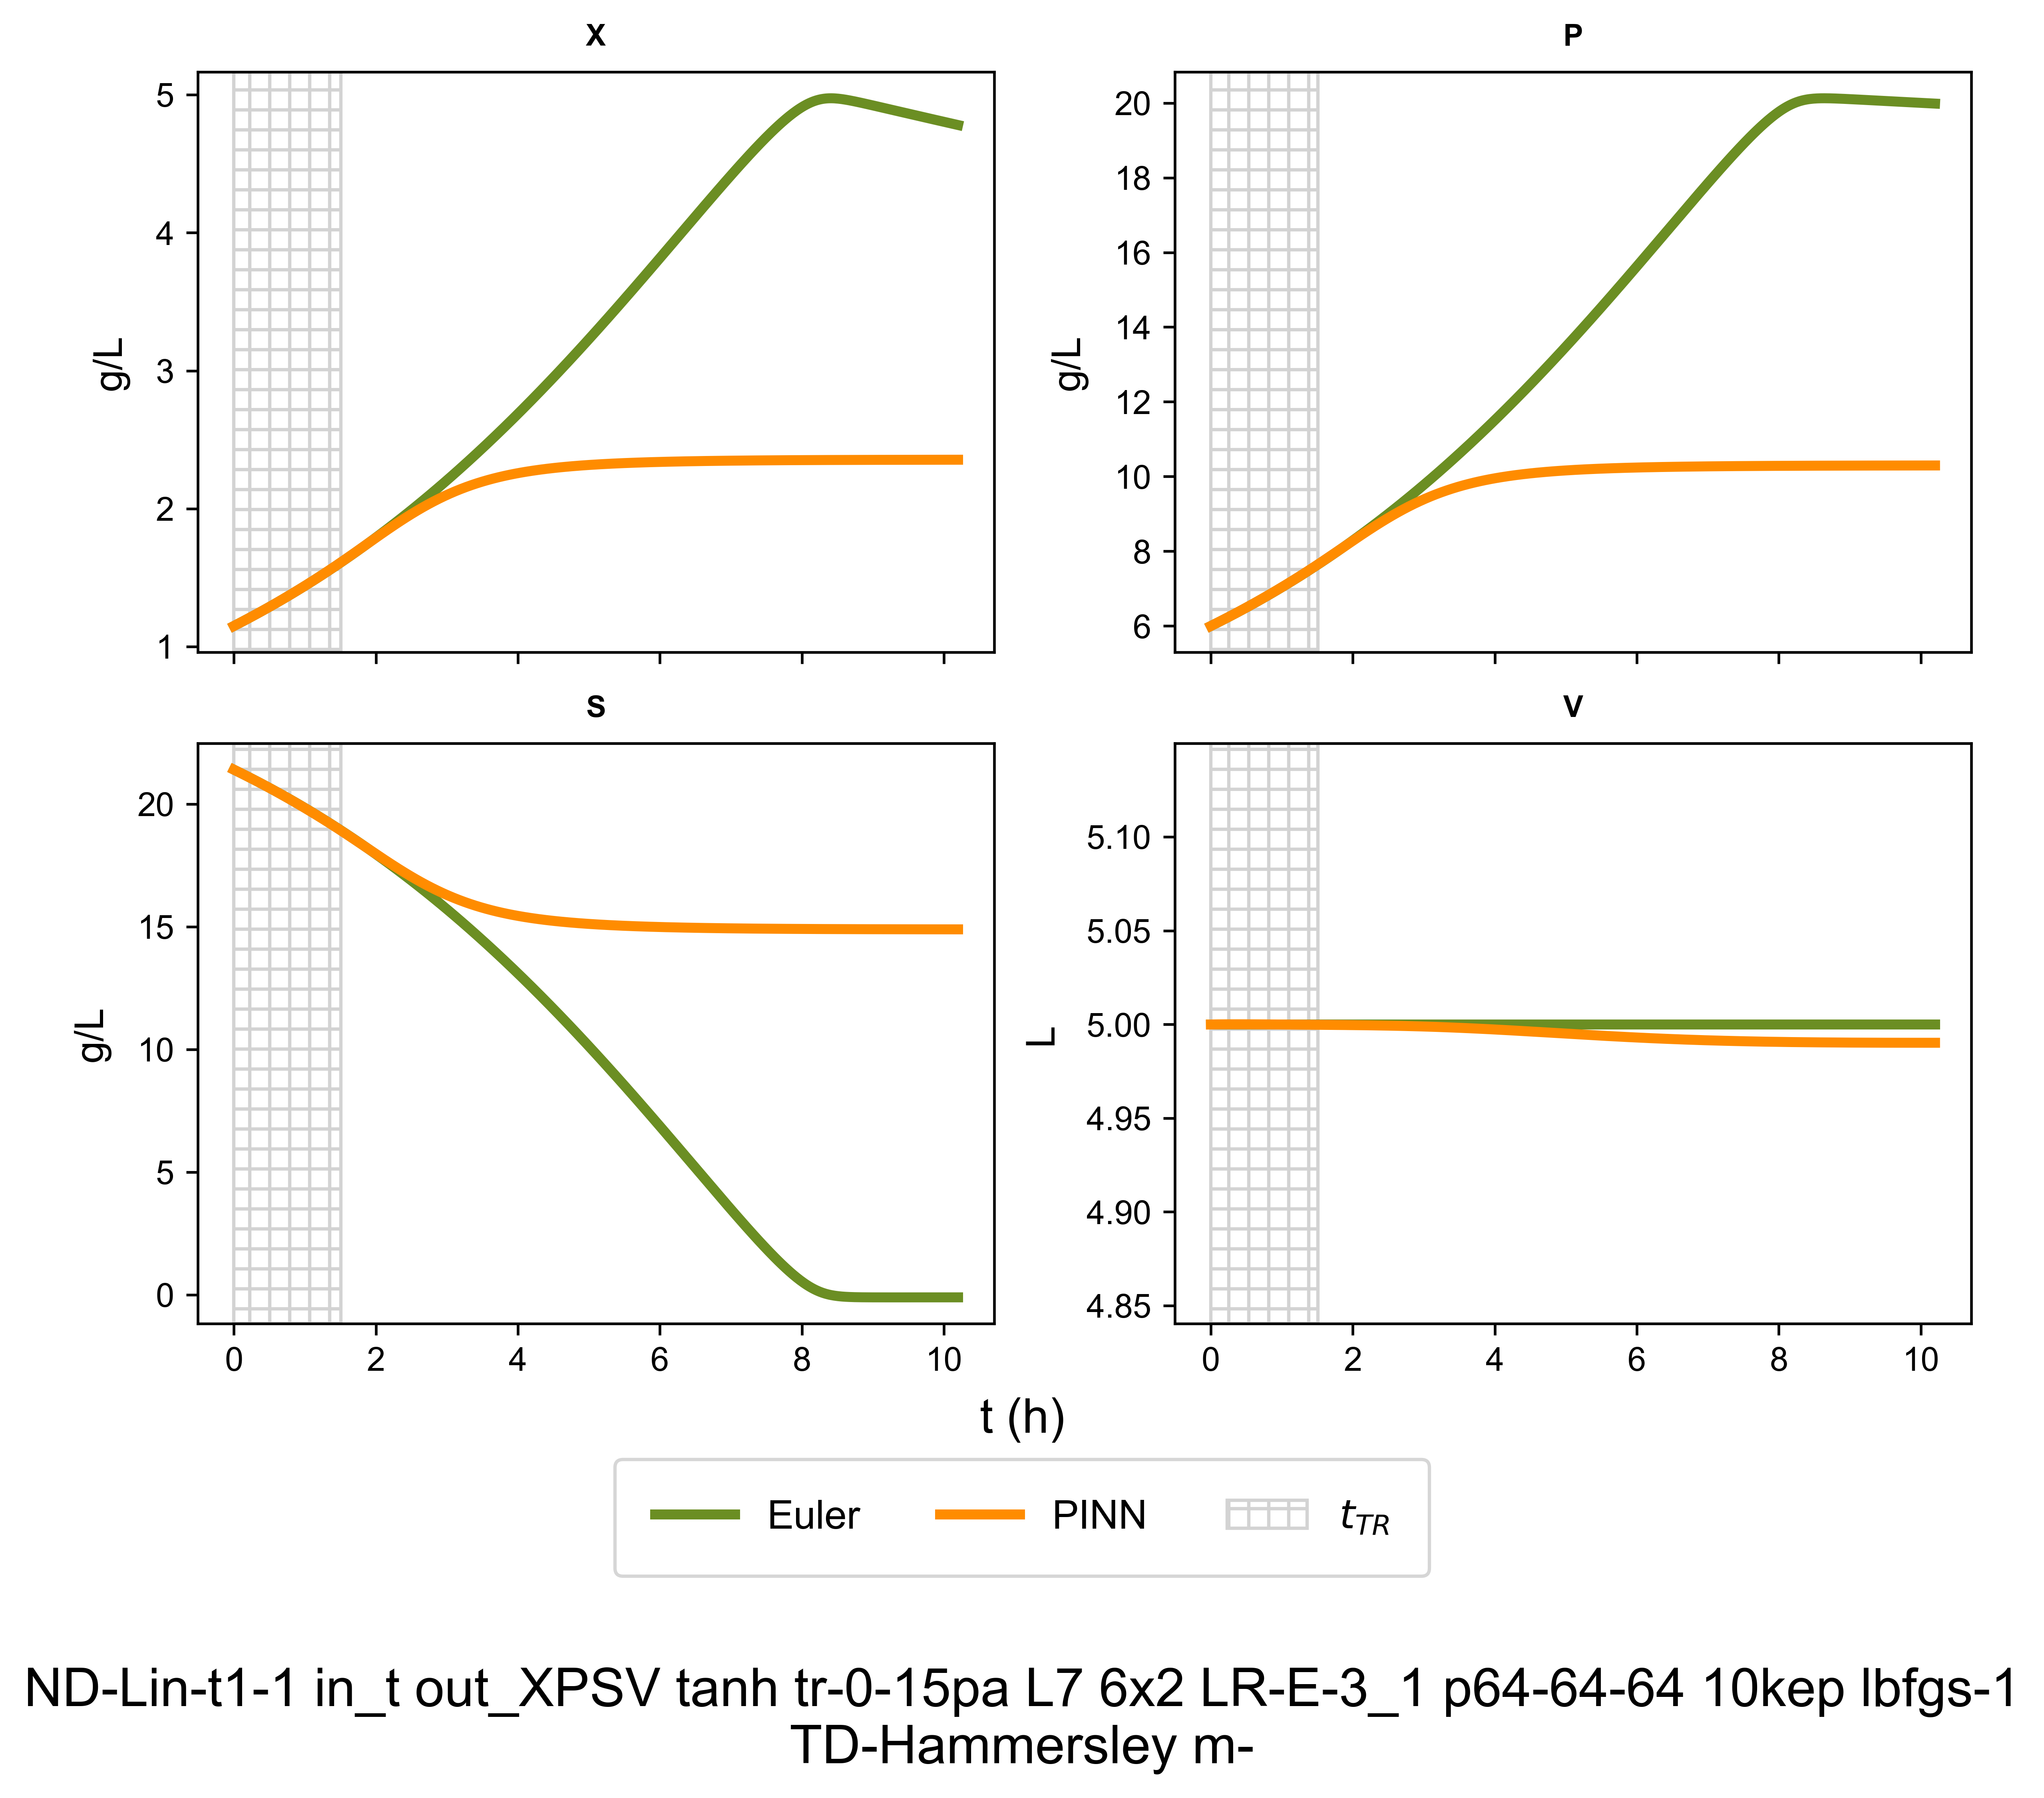 X
P
5
4
3
2
1
g/L
20
18
16
14
12
10
8
6
g/L
S
V
20
15
10
5
0
g/L
5.10
5.05
5.00
4.95
4.90
4.85
L
0 2 4 6 8 10
0 2 4 6 8 10
t (h)
Euler PINN t_{TR}
ND-Lin-t1-1 in_t out_XPSV tanh tr-0-15pa L7 6x2 LR-E-3_1 p64-64-64 10kep lbfgs-1
TD-Hammersley m-